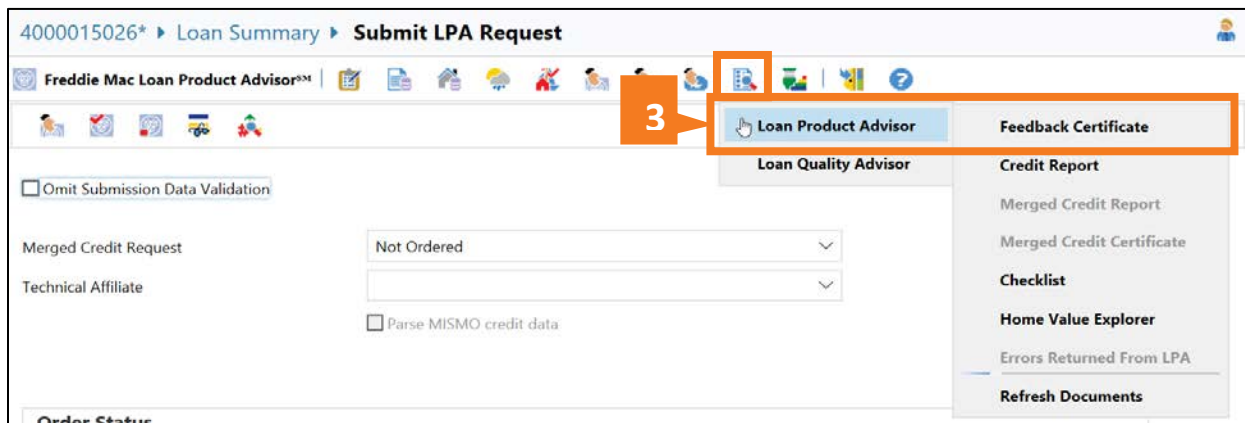 4000015026* ▸ Loan Summary ▸ Submit LPA Request
Freddie Mac Loan Product Advisor℠
3
Loan Product Advisor
Feedback Certificate
Loan Quality Advisor
Credit Report
Omit Submission Data Validation
Merged Credit Report
Merged Credit Request
Not Ordered
Merged Credit Certificate
Technical Affiliate
Checklist
Parse MISMO credit data
Home Value Explorer
Errors Returned From LPA
Refresh Documents
Order Status